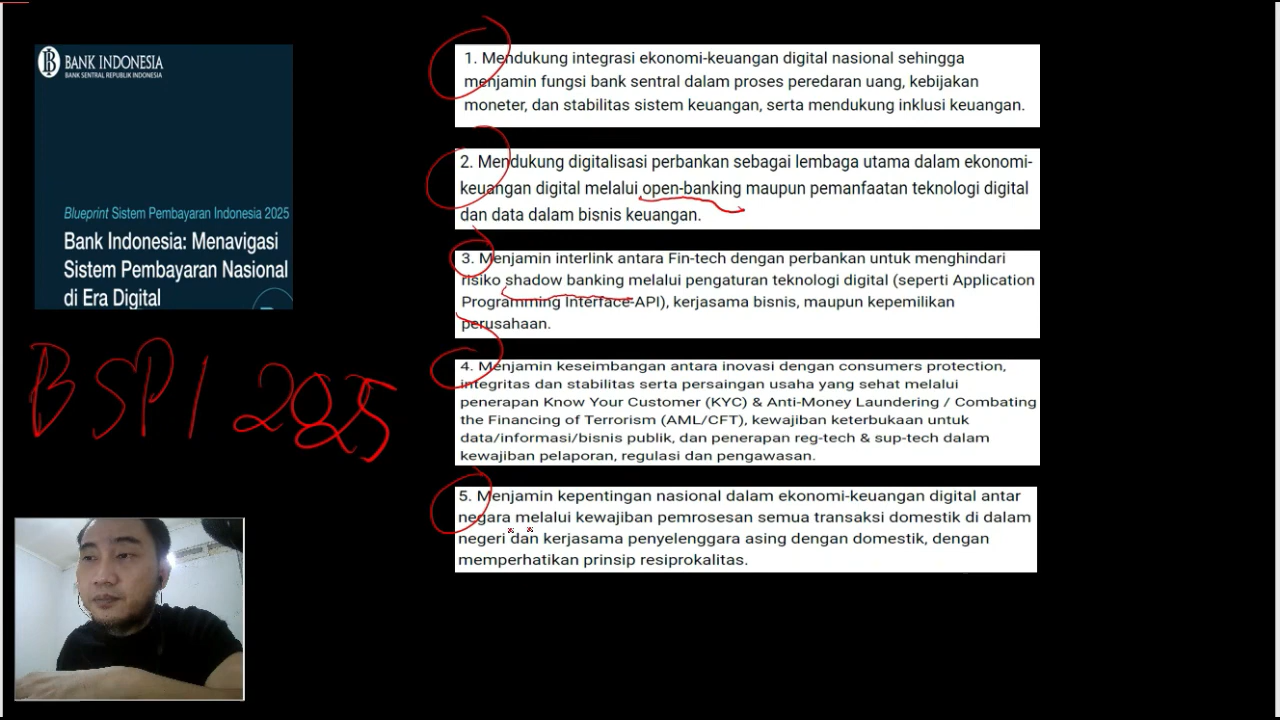 BANK INDONESIA
BANK SENTRAL REPUBLIK INDONESIA
Blueprint Sistem Pembayaran Indonesia 2025
Bank Indonesia: Menavigasi
Sistem Pembayaran Nasional
di Era Digital
BSPI 2025
1. Mendukung integrasi ekonomi-keuangan digital nasional sehingga
menjamin fungsi bank sentral dalam proses peredaran uang, kebijakan
moneter, dan stabilitas sistem keuangan, serta mendukung inklusi keuangan.
2. Mendukung digitalisasi perbankan sebagai lembaga utama dalam ekonomi-
keuangan digital melalui open-banking maupun pemanfaatan teknologi digital
dan data dalam bisnis keuangan.
3. Menjamin interlink antara Fin-tech dengan perbankan untuk menghindari
risiko shadow banking melalui pengaturan teknologi digital (seperti Application
Programming Interface-API), kerjasama bisnis, maupun kepemilikan
perusahaan.
4. Menjamin keseimbangan antara inovasi dengan consumers protection,
integritas dan stabilitas serta persaingan usaha yang sehat melalui
penerapan Know Your Customer (KYC) & Anti-Money Laundering / Combating
the Financing of Terrorism (AML/CFT), kewajiban keterbukaan untuk
data/informasi/bisnis publik, dan penerapan reg-tech & sup-tech dalam
kewajiban pelaporan, regulasi dan pengawasan.
5. Menjamin kepentingan nasional dalam ekonomi-keuangan digital antar
negara melalui kewajiban pemrosesan semua transaksi domestik di dalam
negeri dan kerjasama penyelenggara asing dengan domestik, dengan
memperhatikan prinsip resiprokalitas.